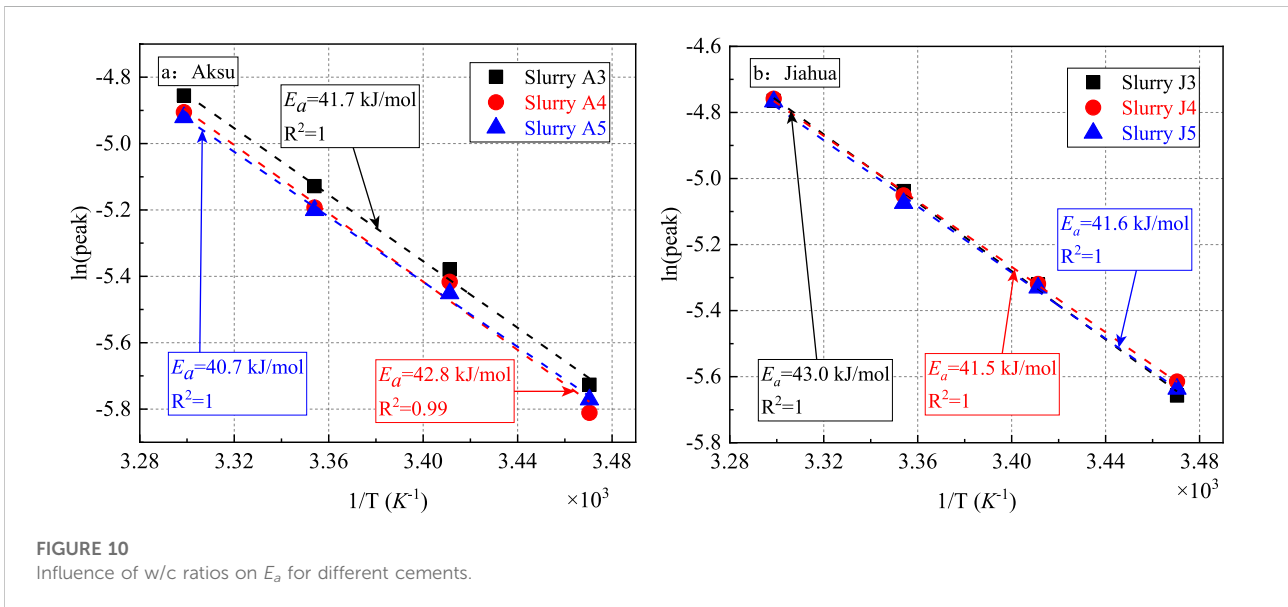 a: Aksu
Slurry A3
Slurry A4
Slurry A5
Eₐ=41.7 kJ/mol
R²=1
Eₐ=40.7 kJ/mol
R²=1
Eₐ=42.8 kJ/mol
R²=0.99
ln(peak)
-4.8
-5.0
-5.2
-5.4
-5.6
-5.8
3.28 3.32 3.36 3.40 3.44 3.48
1/T (K⁻¹)
×10³
b: Jiahua
Slurry J3
Slurry J4
Slurry J5
Eₐ=41.6 kJ/mol
R²=1
Eₐ=43.0 kJ/mol
R²=1
Eₐ=41.5 kJ/mol
R²=1
ln(peak)
-4.6
-4.8
-5.0
-5.2
-5.4
-5.6
-5.8
3.28 3.32 3.36 3.40 3.44 3.48
1/T (K⁻¹)
×10³
FIGURE 10
Influence of w/c ratios on Eₐ for different cements.